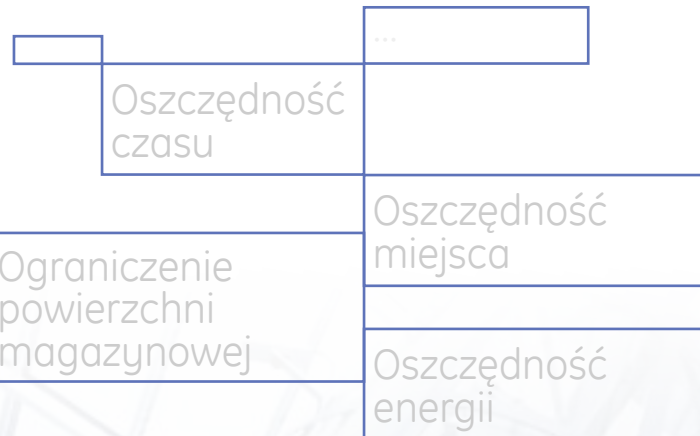 ...
Oszczędność
czasu
Oszczędność
miejsca
Ograniczenie
powierzchni
magazynowej
Oszczędność
energii